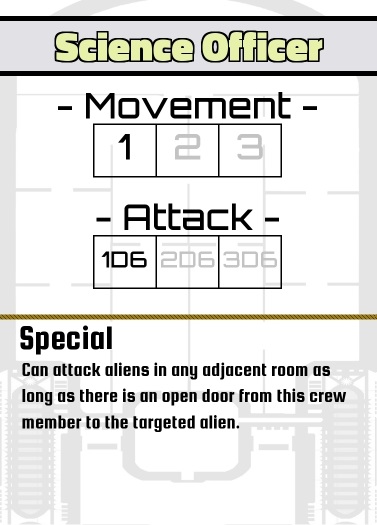 Science Officer
- Movement -
1 2 3
- Attack -
1D6 2D6 3D6
Special
Can attack aliens in any adjacent room as
long as there is an open door from this crew
member to the targeted alien.